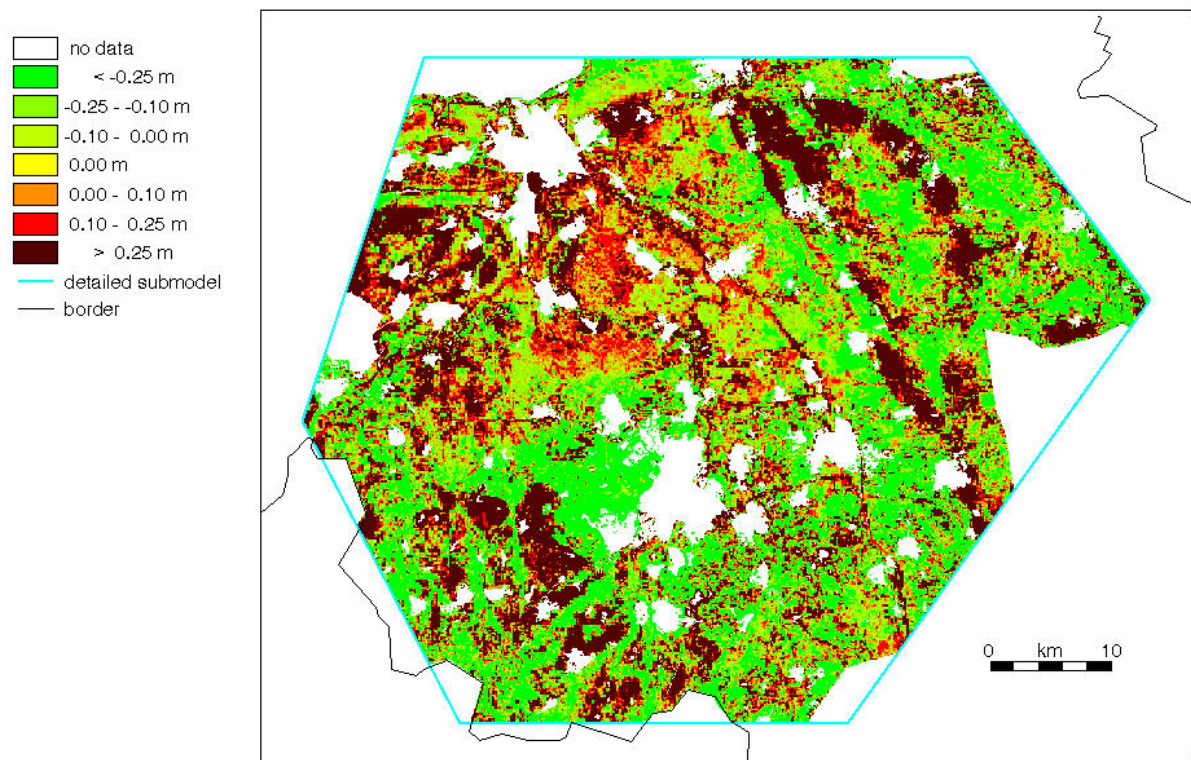 no data
< -0.25 m
-0.25 - -0.10 m
-0.10 - 0.00 m
0.00 m
0.00 - 0.10 m
0.10 - 0.25 m
> 0.25 m
detailed submodel
border
0 km 10